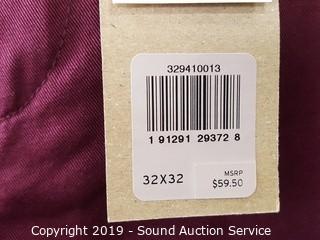 329410013
1 91291 29372 8
32X32
MSRP
$59.50
Copyright 2019 - Sound Auction Service